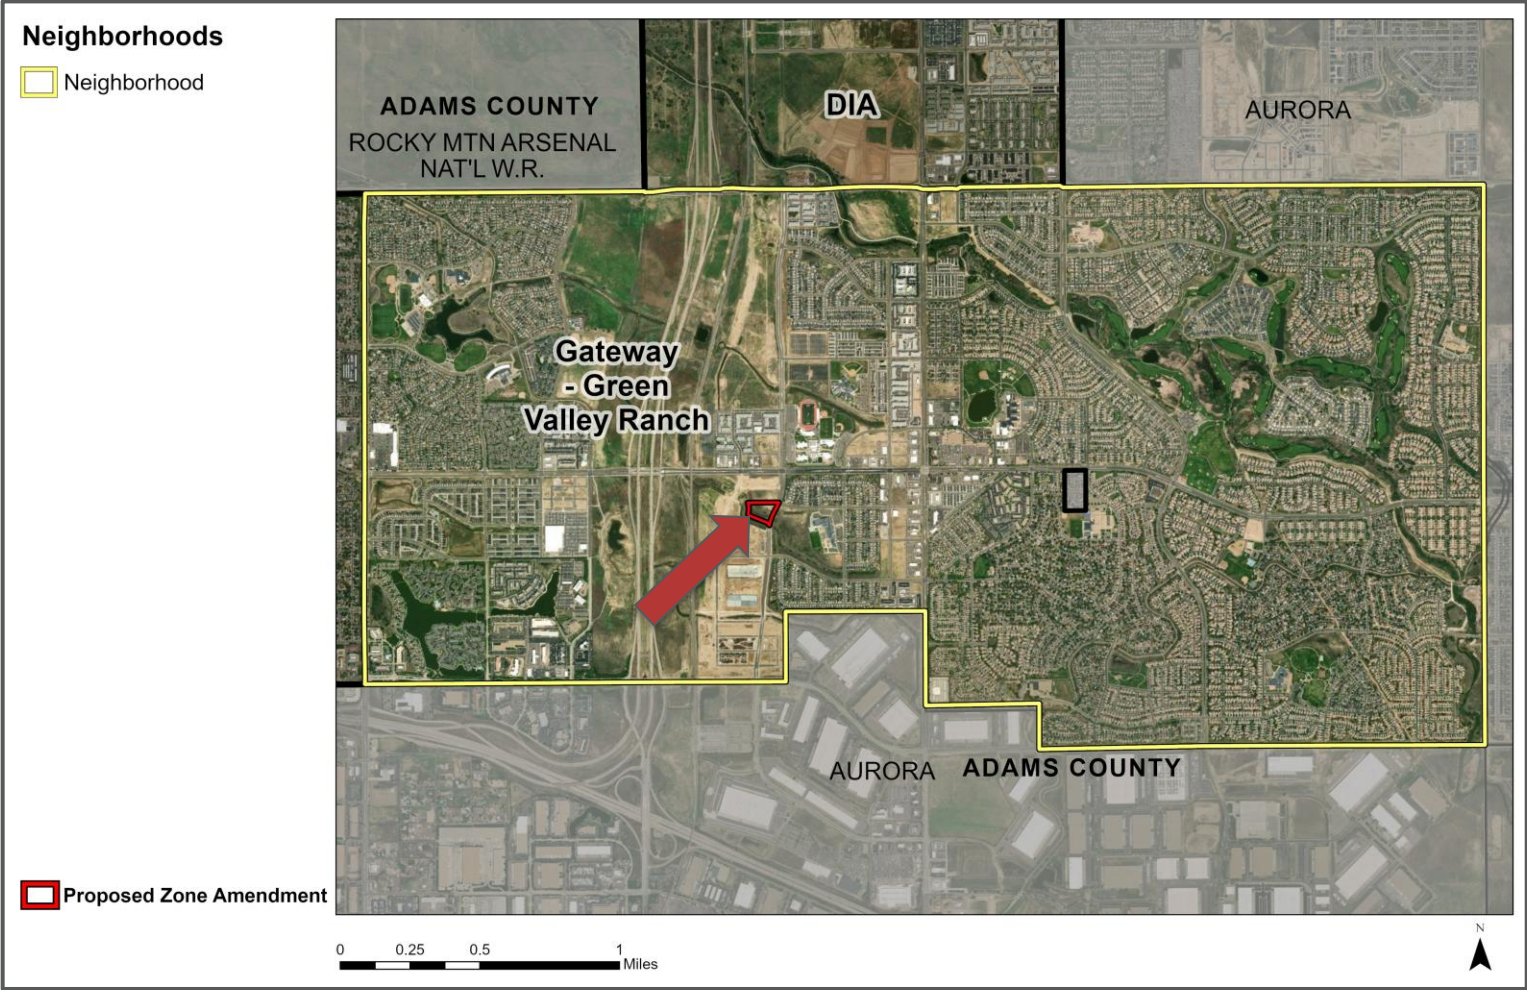 Neighborhoods
Neighborhood
ADAMS COUNTY
ROCKY MTN ARSENAL
NAT'L W.R.
DIA
AURORA
Gateway
- Green
Valley Ranch
AURORA
ADAMS COUNTY
Proposed Zone Amendment
0 0.25 0.5 1
Miles
N